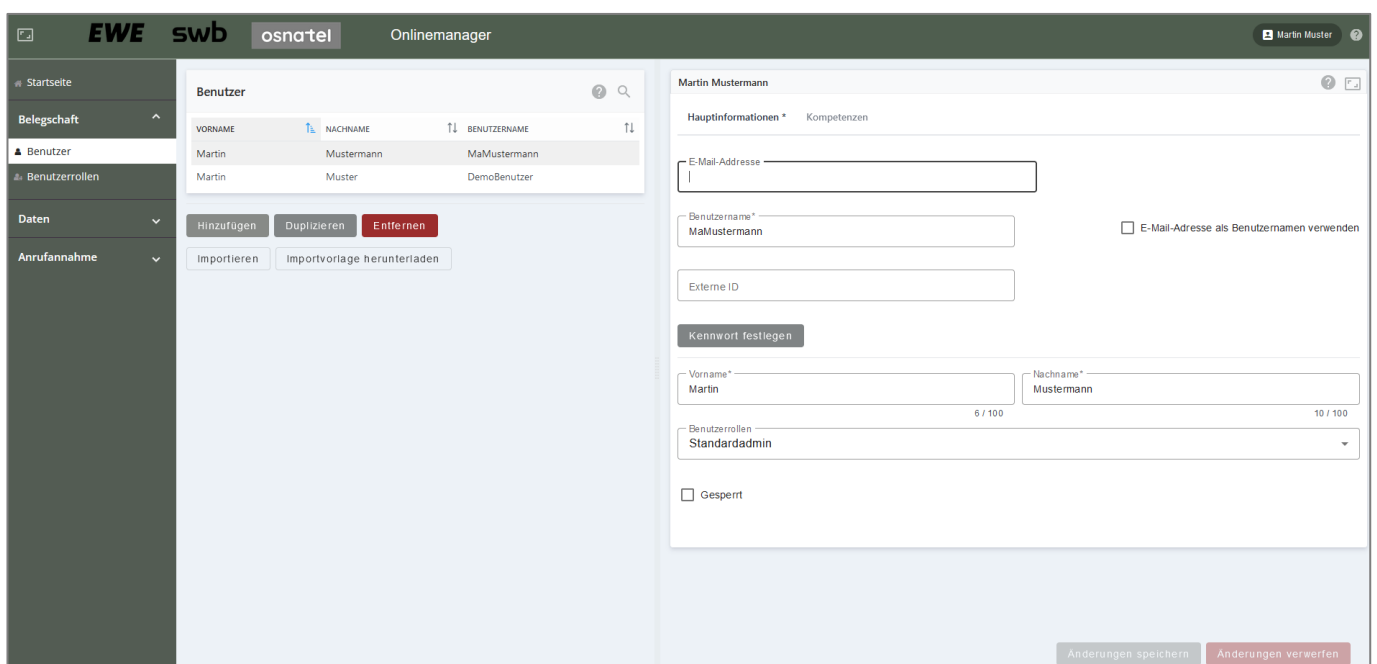 EWE swb osnatel Onlinemanager Martin Muster
Startseite
Belegschaft
Benutzer
Benutzerrollen
Daten
Anrufannahme
Benutzer
VORNAME NACHNAME BENUTZERNAME
Martin Mustermann MaMustermann
Martin Muster DemoBenutzer
Hinzufügen Duplizieren Entfernen
Importieren Importvorlage herunterladen
Martin Mustermann
Hauptinformationen * Kompetenzen
E-Mail-Addresse
Benutzername*
MaMustermann
E-Mail-Adresse als Benutzernamen verwenden
Externe ID
Kennwort festlegen
Vorname* Nachname*
Martin Mustermann
6 / 100 10 / 100
Benutzerrollen
Standardadmin
Gesperrt
Änderungen speichern Änderungen verwerfen